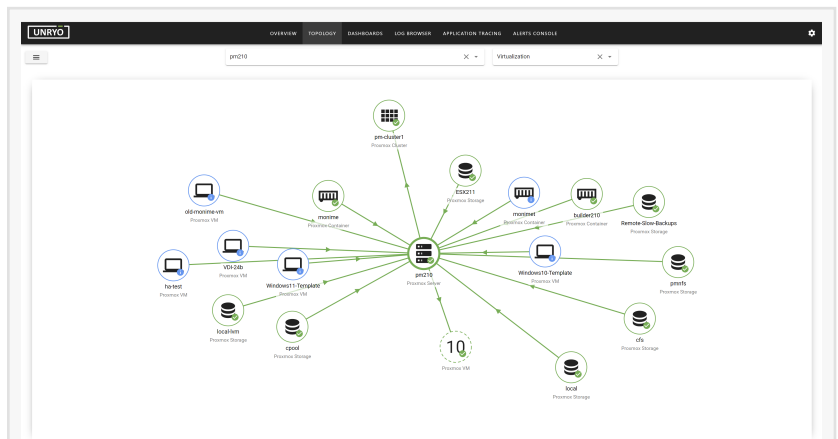 UNRYO
OVERVIEW TOPOLOGY DASHBOARDS LOG BROWSER APPLICATION TRACING ALERTS CONSOLE
pm210
Virtualization
pm-cluster1
Proxmox Cluster
ESX211
Proxmox Storage
old-monime-vm
Proxmox VM
monime
Proxmox Container
monimet
Proxmox Container
builder210
Proxmox Container
Remote-Slow-Backups
Proxmox Storage
VDI-24b
Proxmox VM
ha-test
Proxmox VM
Windows11-Template
Proxmox VM
pm210
Proxmox Server
Windows10-Template
Proxmox VM
pmnfs
Proxmox Storage
local-lvm
Proxmox Storage
cpool
Proxmox Storage
10
Proxmox VM
cfs
Proxmox Storage
local
Proxmox Storage